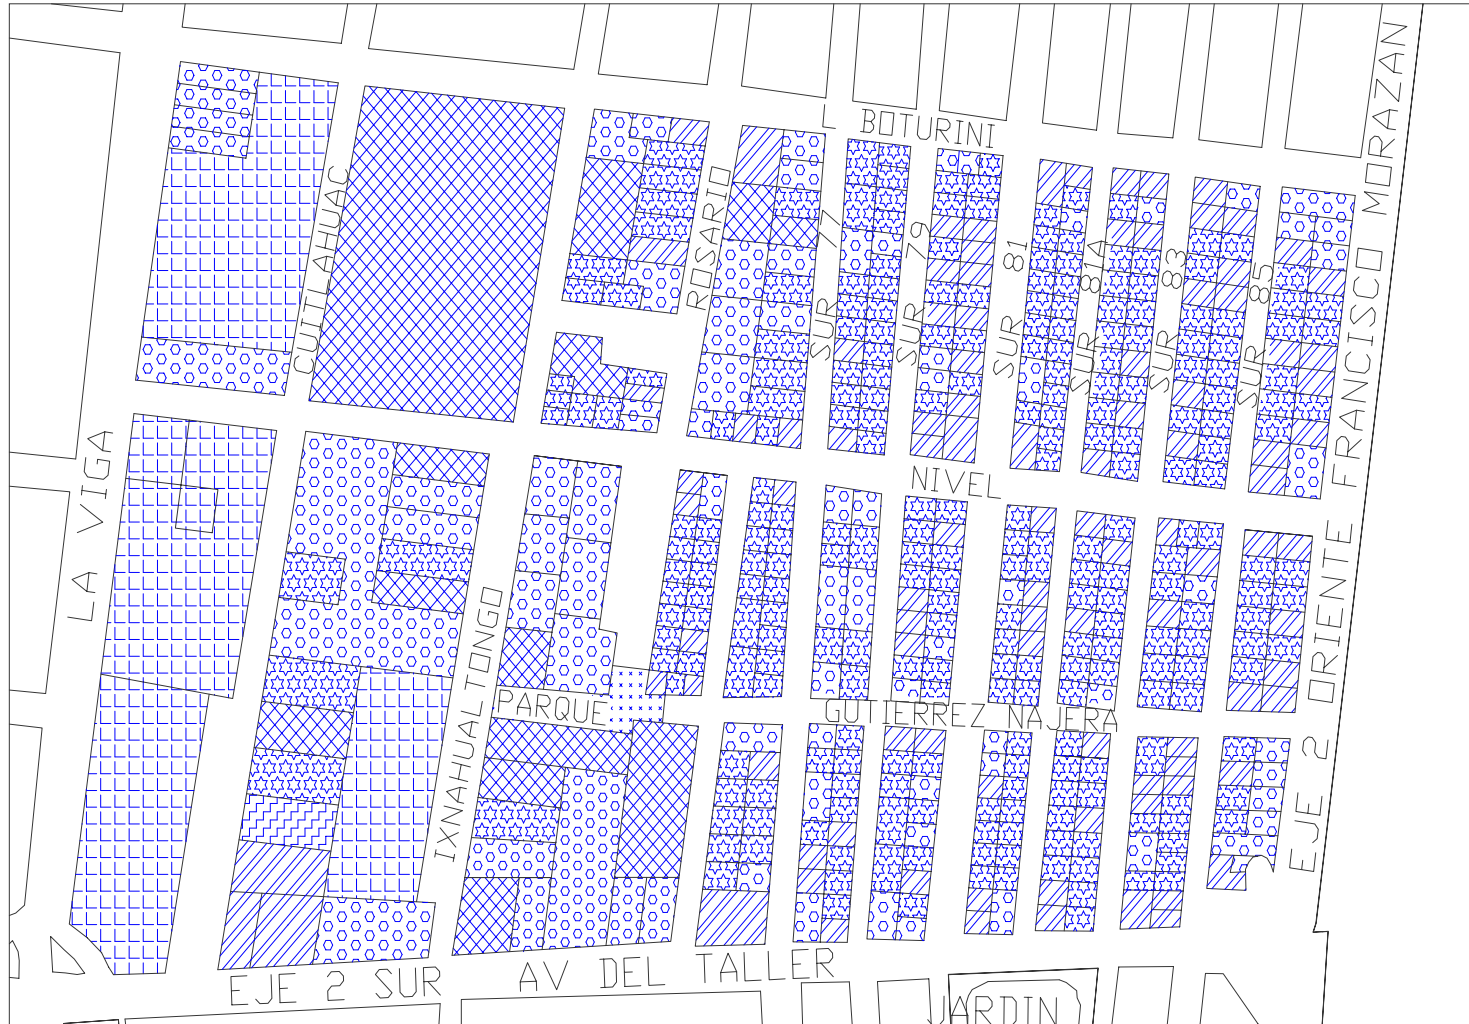 L BOTURINI
FRANCISCO MORAZAN
CUITLAHUAC
ROSARIO
SUR 77
SUR 79
SUR 81
SUR 81A
SUR 83
SUR 85
LA VIGA
NIVEL
IXNAHUALTONGO
PARQUE
GUTIERREZ NAJERA
EJE 2 ORIENTE
EJE 2 SUR
AV DEL TALLER
JARDIN